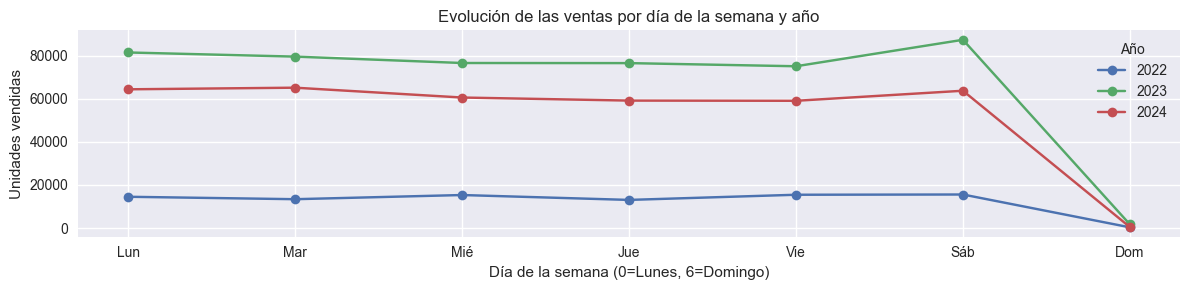 Evolución de las ventas por día de la semana y año
Unidades vendidas
80000
60000
40000
20000
0
Año
2022
2023
2024
Lun Mar Mié Jue Vie Sáb Dom
Día de la semana (0=Lunes, 6=Domingo)